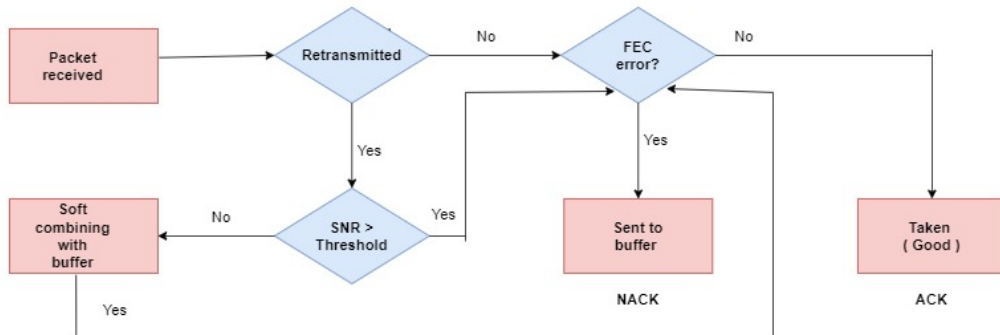 Packet
received
Retransmitted
No
FEC
error?
No
Yes
Yes
Yes
Soft
combining
with
buffer
No
SNR >
Threshold
Yes
Sent to
buffer
Taken
( Good )
NACK
ACK